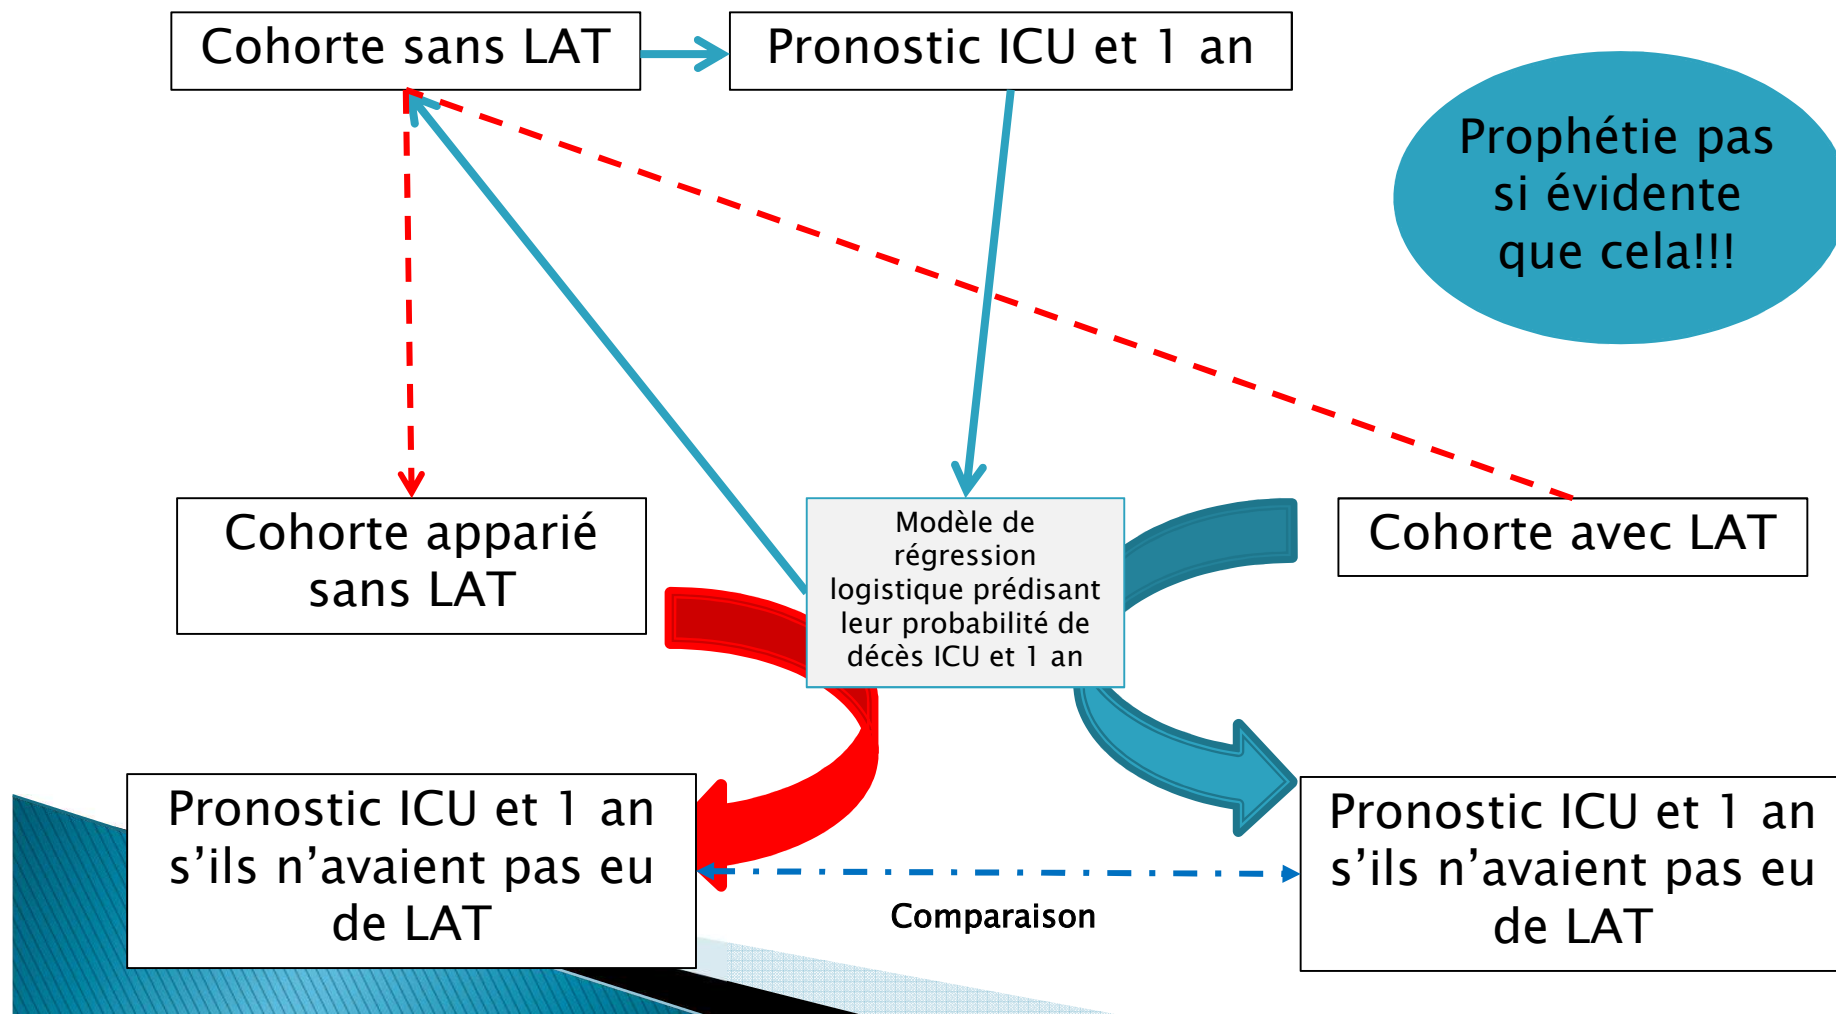 Cohorte sans LAT
Pronostic ICU et 1 an
Prophétie pas
si évidente
que cela!!!
Cohorte apparié
sans LAT
Modèle de
régression
logistique prédisant
leur probabilité de
décès ICU et 1 an
Cohorte avec LAT
Pronostic ICU et 1 an
s’ils n’avaient pas eu
de LAT
Comparaison
Pronostic ICU et 1 an
s’ils n’avaient pas eu
de LAT